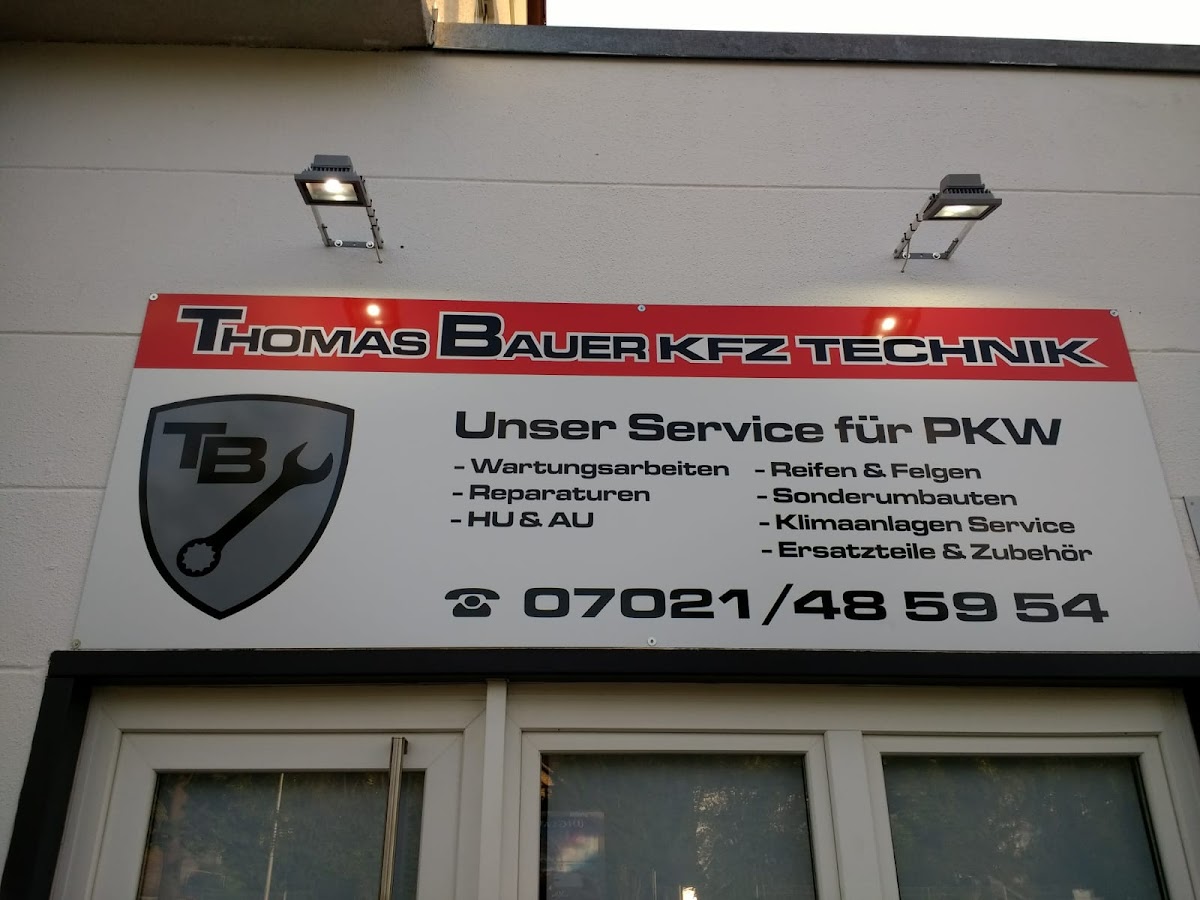 THOMAS BAUER KFZ TECHNIK
TB
Unser Service für PKW
- Wartungsarbeiten
- Reparaturen
- HU & AU
- Reifen & Felgen
- Sonderumbauten
- Klimaanlagen Service
- Ersatzteile & Zubehör
☎ 07021/48 59 54